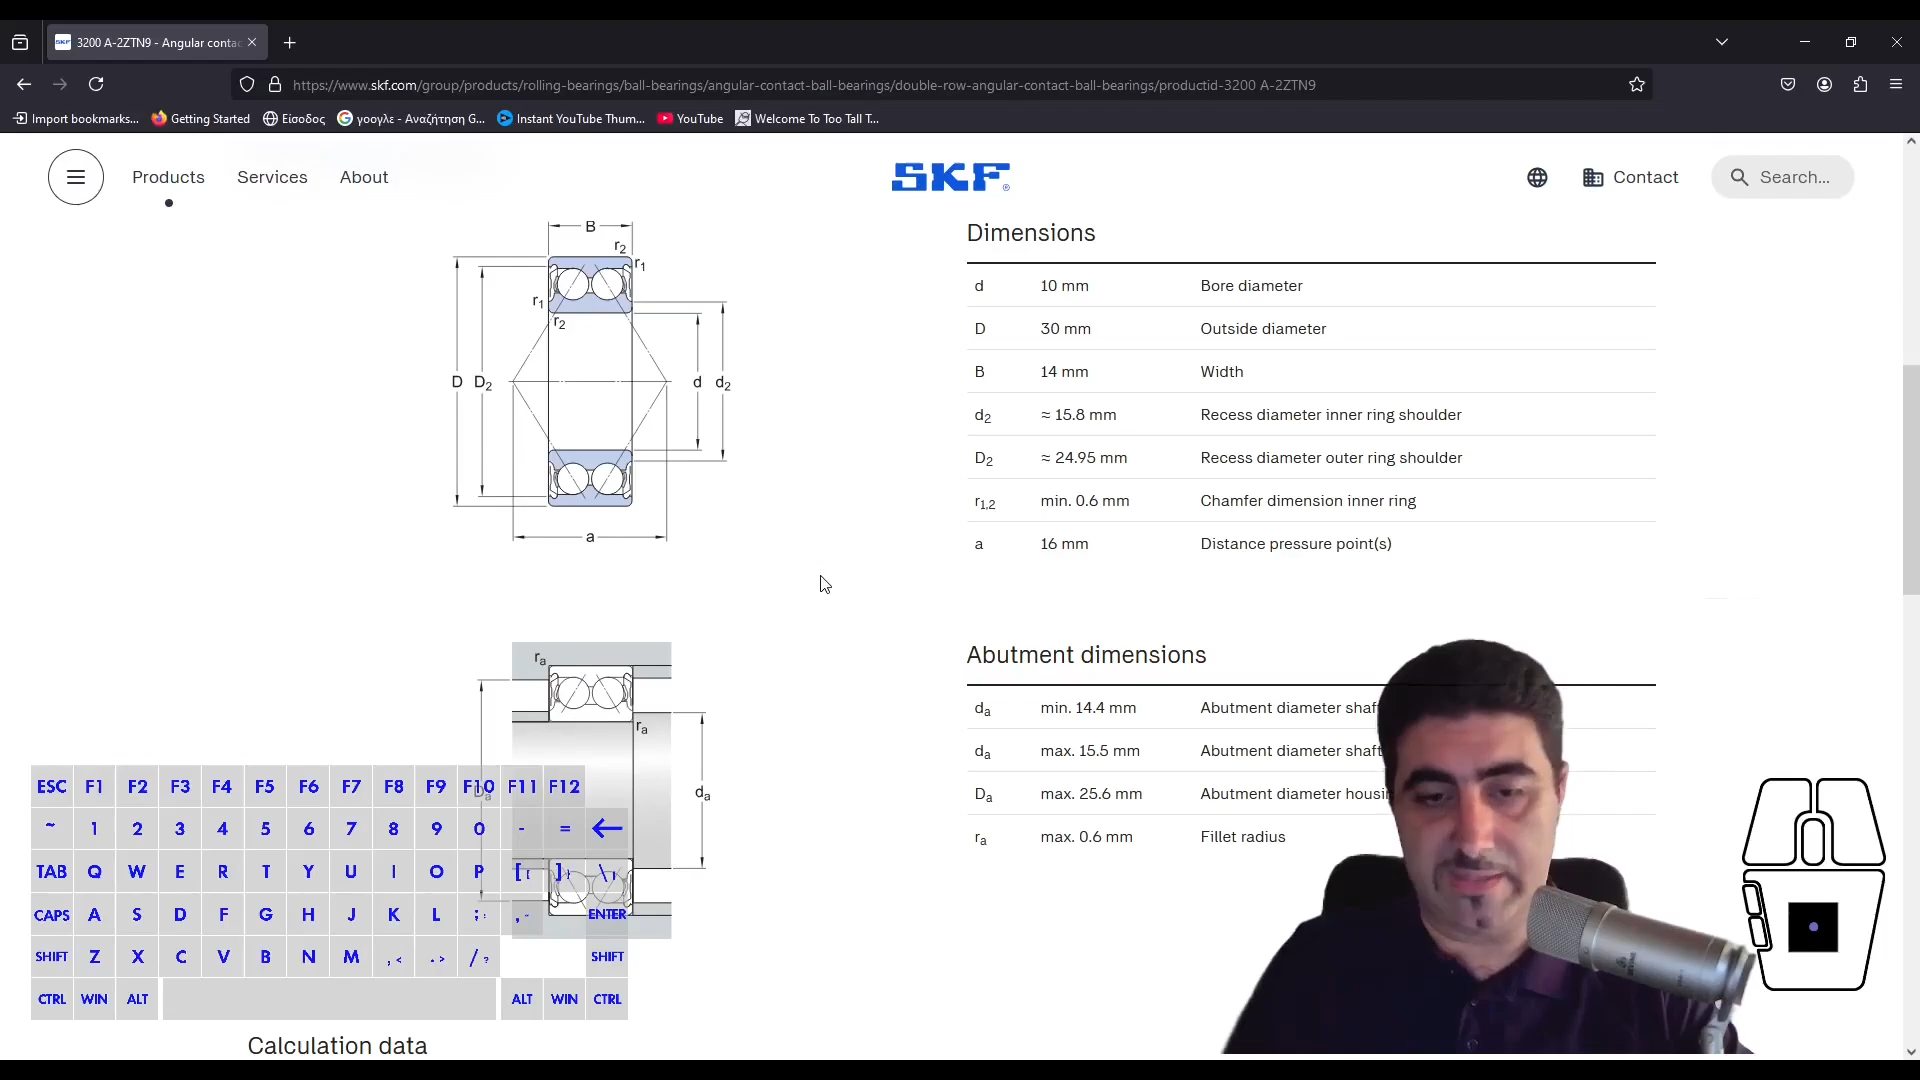 3200 A-2ZTN9 - Angular contac
https://www.skf.com/group/products/rolling-bearings/ball-bearings/angular-contact-ball-bearings/double-row-angular-contact-ball-bearings/productid-3200 A-2ZTN9
Import bookmarks... Getting Started Είσοδος γοογλε - Αναζήτηση G... Instant YouTube Thum... YouTube Welcome To Too Tall T...
Products Services About SKF Contact Search...
B
r2
r1
r1
r2
D D2 d d2
a
Dimensions
d 10 mm Bore diameter
D 30 mm Outside diameter
B 14 mm Width
d2 ≈ 15.8 mm Recess diameter inner ring shoulder
D2 ≈ 24.95 mm Recess diameter outer ring shoulder
r1,2 min. 0.6 mm Chamfer dimension inner ring
a 16 mm Distance pressure point(s)
ra
ra
Da da
Abutment dimensions
da min. 14.4 mm Abutment diameter shaf
da max. 15.5 mm Abutment diameter shaft
Da max. 25.6 mm Abutment diameter housi
ra max. 0.6 mm Fillet radius
ESC F1 F2 F3 F4 F5 F6 F7 F8 F9 F10 F11 F12
~ 1 2 3 4 5 6 7 8 9 0 - = ←
TAB Q W E R T Y U I O P [{ ]} \|
CAPS A S D F G H J K L ;: ," ENTER
SHIFT Z X C V B N M ,< .> /? SHIFT
CTRL WIN ALT ALT WIN CTRL
Calculation data